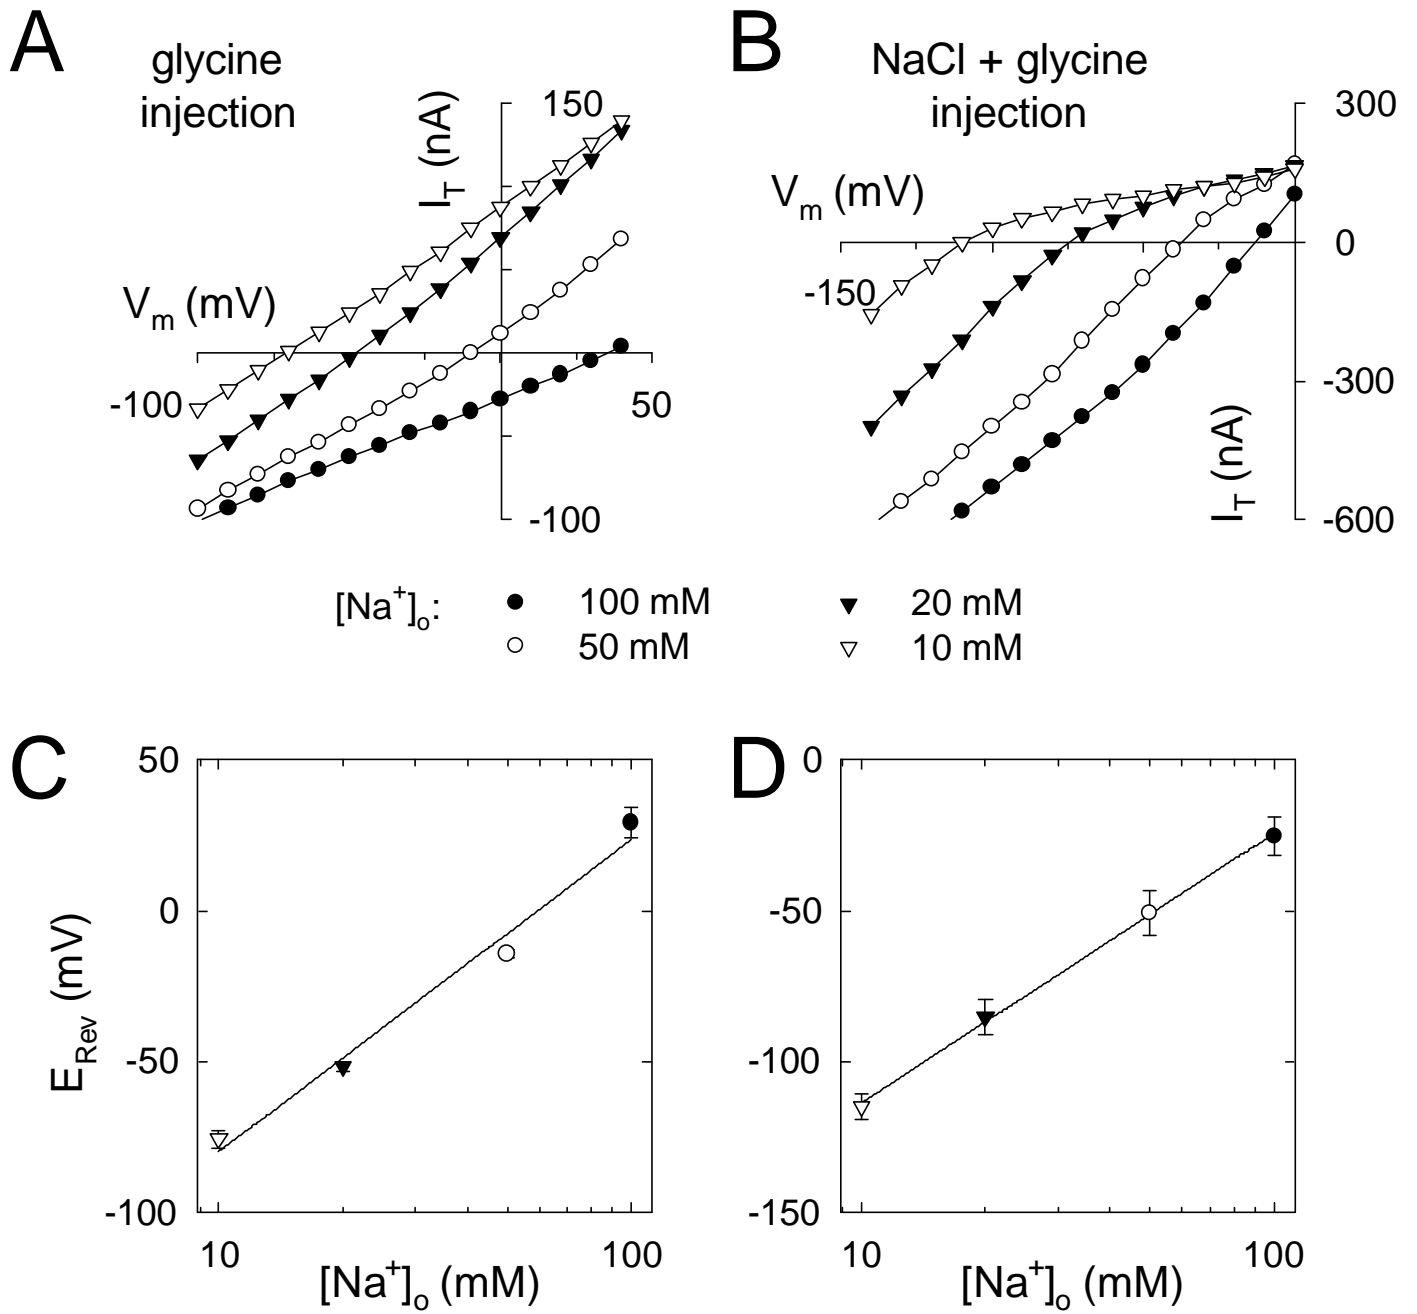 A
glycine
injection
I_T (nA)
150
V_m (mV)
-100
50
-100
B
NaCl + glycine
injection
300
V_m (mV)
0
-150
-300
I_T (nA)
-600
[Na⁺]ₒ:
100 mM
20 mM
50 mM
10 mM
C
50
0
-50
-100
E_Rev (mV)
10
100
[Na⁺]ₒ (mM)
D
0
-50
-100
-150
10
100
[Na⁺]ₒ (mM)